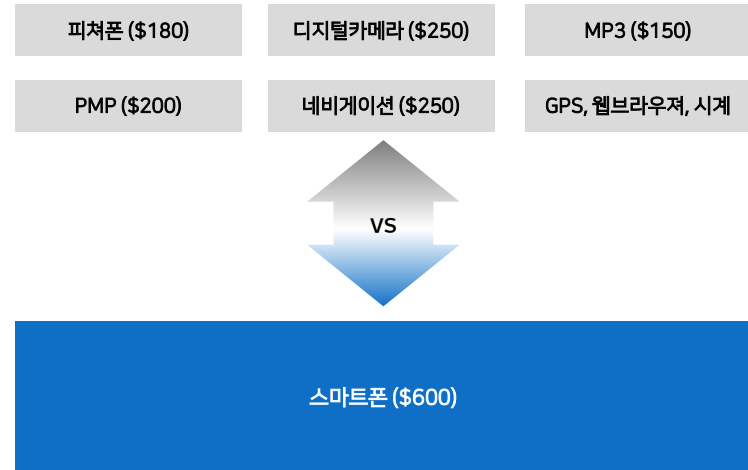 피쳐폰 ($180)
디지털카메라 ($250)
MP3 ($150)
PMP ($200)
네비게이션 ($250)
GPS, 웹브라우져, 시계
VS
스마트폰 ($600)